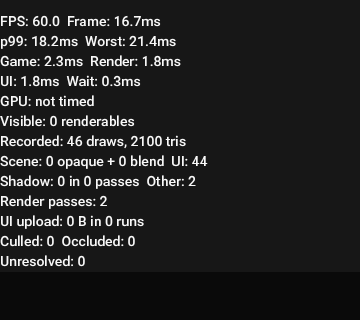 FPS: 60.0 Frame: 16.7ms
p99: 18.2ms Worst: 21.4ms
Game: 2.3ms Render: 1.8ms
UI: 1.8ms Wait: 0.3ms
GPU: not timed
Visible: 0 renderables
Recorded: 46 draws, 2100 tris
Scene: 0 opaque + 0 blend UI: 44
Shadow: 0 in 0 passes Other: 2
Render passes: 2
UI upload: 0 B in 0 runs
Culled: 0 Occluded: 0
Unresolved: 0